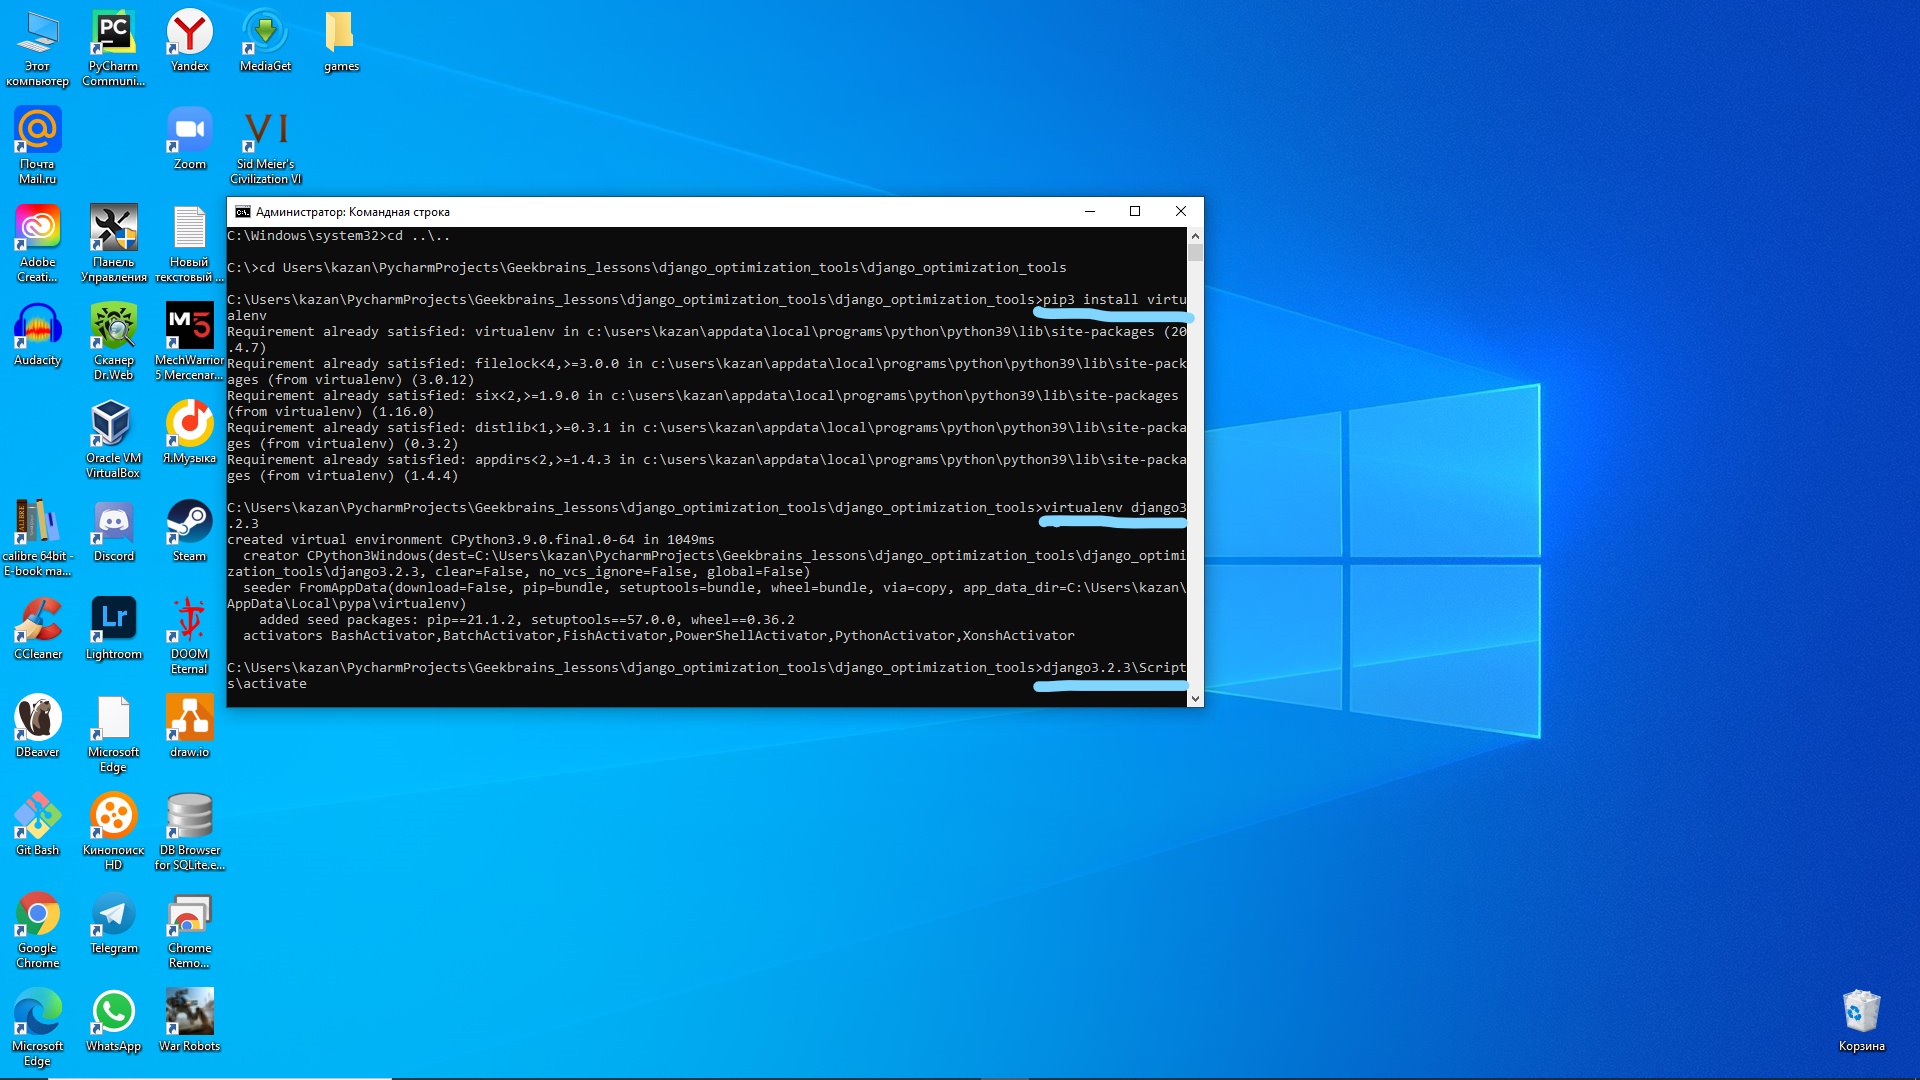 Этот
компьютер
PyCharm
Communi...
Yandex
MediaGet
games
Почта
Mail.ru
Zoom
VI
Sid Meier's
Civilization VI
Adobe
Creati...
Панель
Управления
Новый
текстовый ...
Audacity
Сканер
Dr.Web
MechWarrior
5 Mercenar...
Oracle VM
VirtualBox
Я.Музыка
calibre 64bit -
E-book ma...
Discord
Steam
CCleaner
Lightroom
DOOM
Eternal
DBeaver
Microsoft
Edge
draw.io
Git Bash
Кинопоиск
HD
DB Browser
for SQLite.e...
Google
Chrome
Telegram
Chrome
Remo...
Microsoft
Edge
WhatsApp
War Robots
Корзина
PC
Y
M5
Lr
Администратор: Командная строка
C:\Windows\system32>cd ..\..
C:\>cd Users\kazan\PycharmProjects\Geekbrains_lessons\django_optimization_tools\django_optimization_tools
C:\Users\kazan\PycharmProjects\Geekbrains_lessons\django_optimization_tools\django_optimization_tools>pip3 install virtu
alenv
Requirement already satisfied: virtualenv in c:\users\kazan\appdata\local\programs\python\python39\lib\site-packages (20
.4.7)
Requirement already satisfied: filelock<4,>=3.0.0 in c:\users\kazan\appdata\local\programs\python\python39\lib\site-pack
ages (from virtualenv) (3.0.12)
Requirement already satisfied: six<2,>=1.9.0 in c:\users\kazan\appdata\local\programs\python\python39\lib\site-packages
(from virtualenv) (1.16.0)
Requirement already satisfied: distlib<1,>=0.3.1 in c:\users\kazan\appdata\local\programs\python\python39\lib\site-packa
ges (from virtualenv) (0.3.2)
Requirement already satisfied: appdirs<2,>=1.4.3 in c:\users\kazan\appdata\local\programs\python\python39\lib\site-packa
ges (from virtualenv) (1.4.4)
C:\Users\kazan\PycharmProjects\Geekbrains_lessons\django_optimization_tools\django_optimization_tools>virtualenv django3
.2.3
created virtual environment CPython3.9.0.final.0-64 in 1049ms
creator CPython3Windows(dest=C:\Users\kazan\PycharmProjects\Geekbrains_lessons\django_optimization_tools\django_optimi
zation_tools\django3.2.3, clear=False, no_vcs_ignore=False, global=False)
seeder FromAppData(download=False, pip=bundle, setuptools=bundle, wheel=bundle, via=copy, app_data_dir=C:\Users\kazan\
AppData\Local\pypa\virtualenv)
added seed packages: pip==21.1.2, setuptools==57.0.0, wheel==0.36.2
activators BashActivator,BatchActivator,FishActivator,PowerShellActivator,PythonActivator,XonshActivator
C:\Users\kazan\PycharmProjects\Geekbrains_lessons\django_optimization_tools\django_optimization_tools>django3.2.3\Script
s\activate